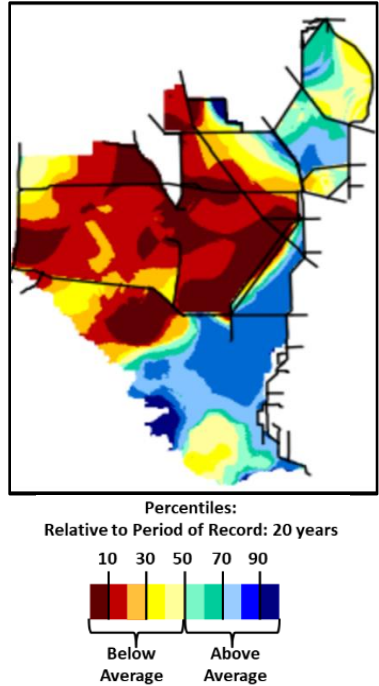 Percentiles:
Relative to Period of Record: 20 years
10 30 50 70 90
Below Above
Average Average